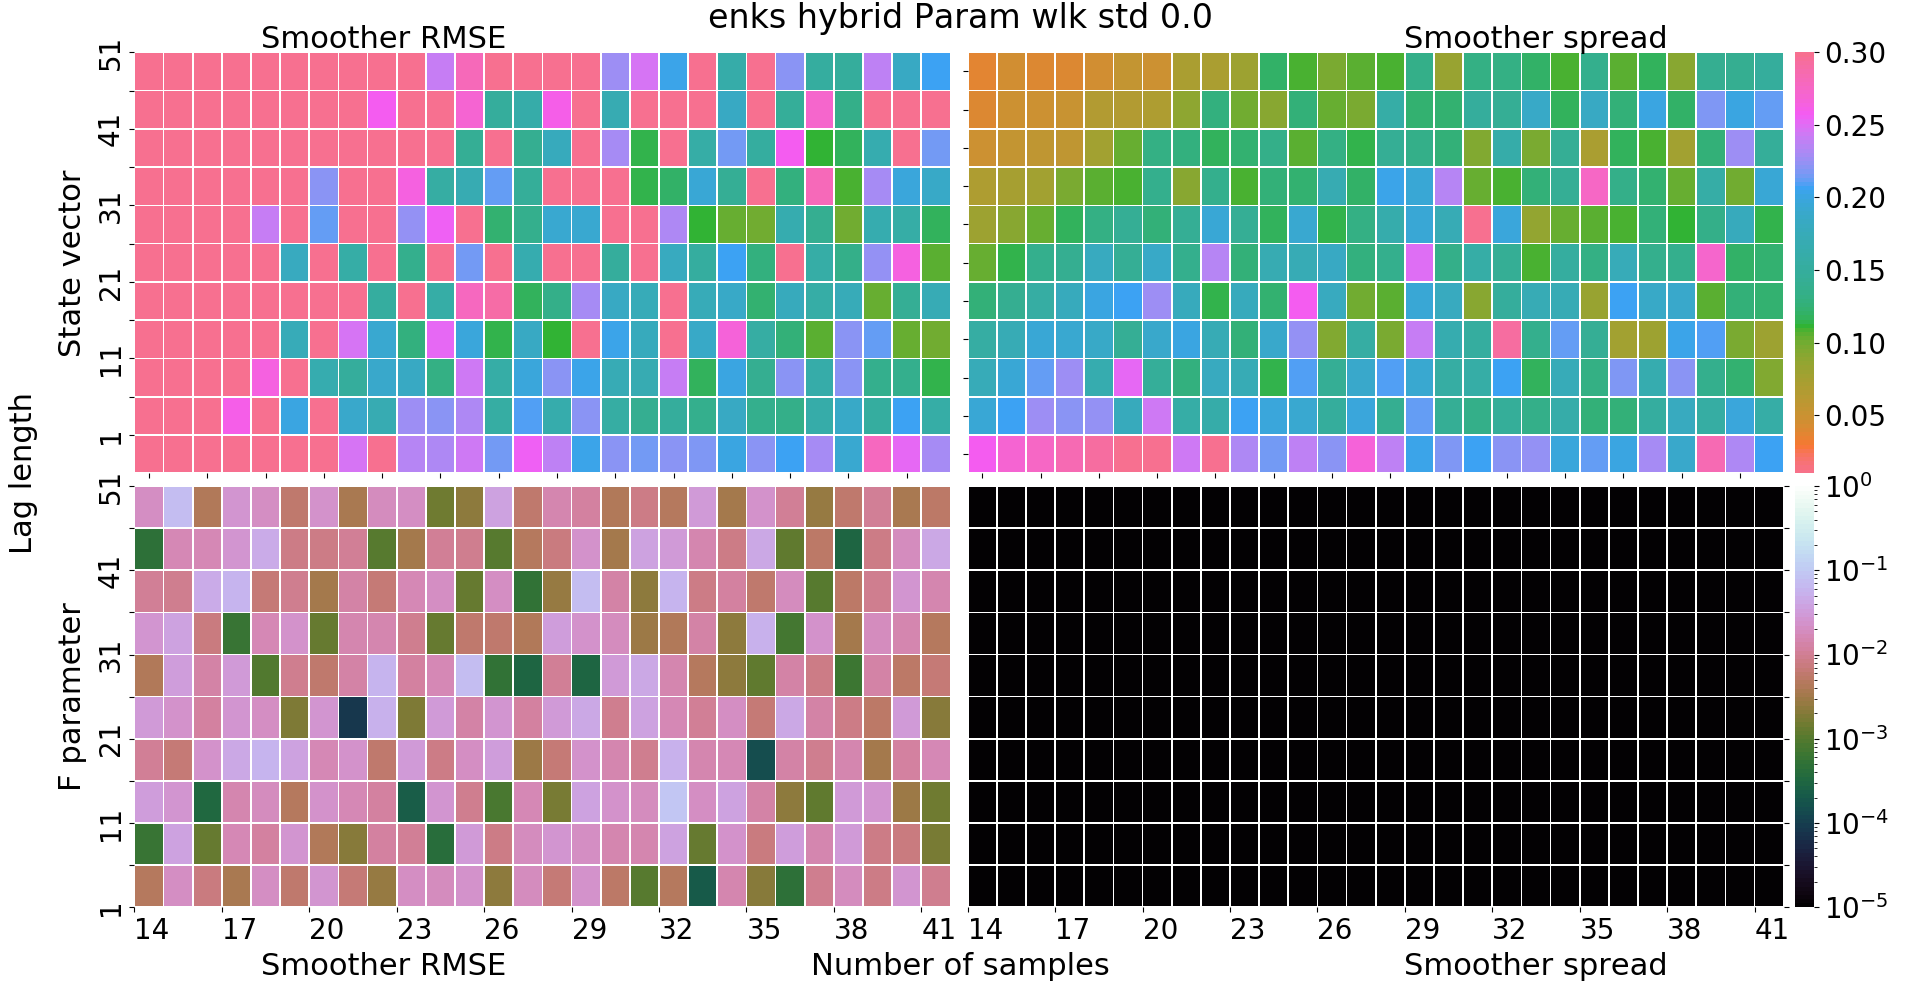 enks hybrid Param wlk std 0.0
Smoother RMSE
Smoother spread
Lag length
State vector
51
41
31
21
11
1
0.30
0.25
0.20
0.15
0.10
0.05
0
F parameter
51
41
31
21
11
1
10^0
10^−1
10^−2
10^−3
10^−4
10^−5
14 17 20 23 26 29 32 35 38 41
14 17 20 23 26 29 32 35 38 41
Smoother RMSE
Number of samples
Smoother spread